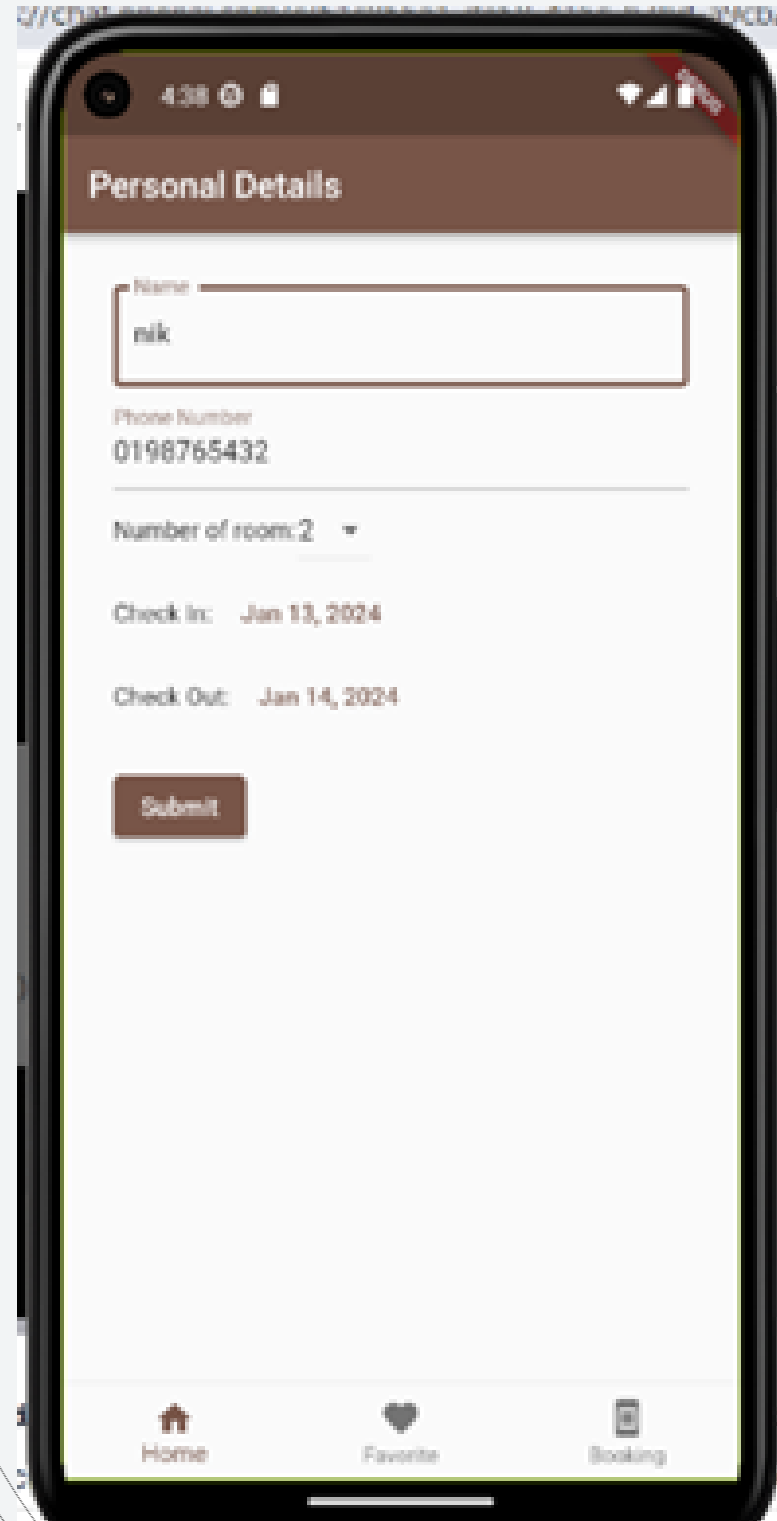 4:38
DEBUG
Personal Details
Name
nik
Phone Number
0198765432
Number of room: 2
Check In: Jan 13, 2024
Check Out: Jan 14, 2024
Submit
Home Favorite Booking